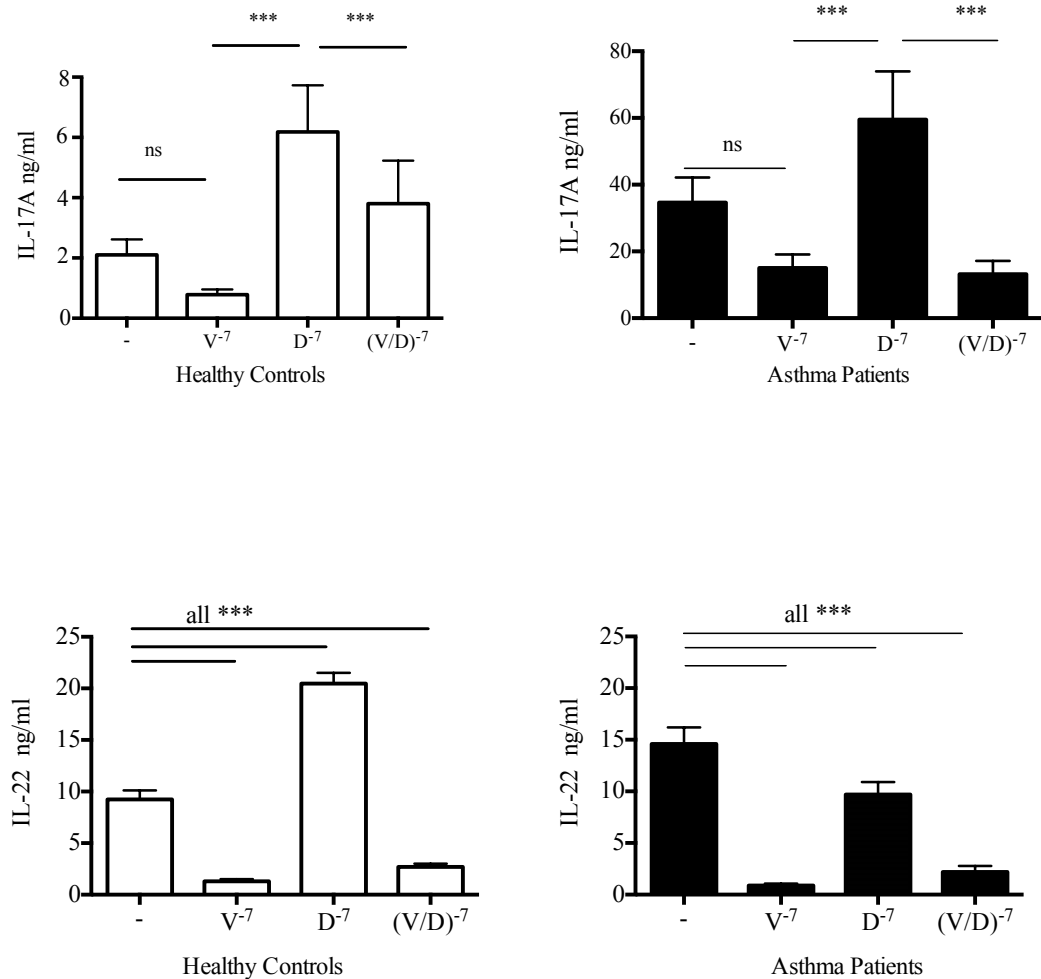 ***
***
8
6
4
2
0
IL-17A ng/ml
ns
-
V-7
D-7
(V/D)-7
Healthy Controls
***
***
80
60
40
20
0
IL-17A ng/ml
ns
-
V-7
D-7
(V/D)-7
Asthma Patients
all ***
25
20
15
10
5
0
IL-22 ng/ml
-
V-7
D-7
(V/D)-7
Healthy Controls
all ***
25
20
15
10
5
0
IL-22 ng/ml
-
V-7
D-7
(V/D)-7
Asthma Patients